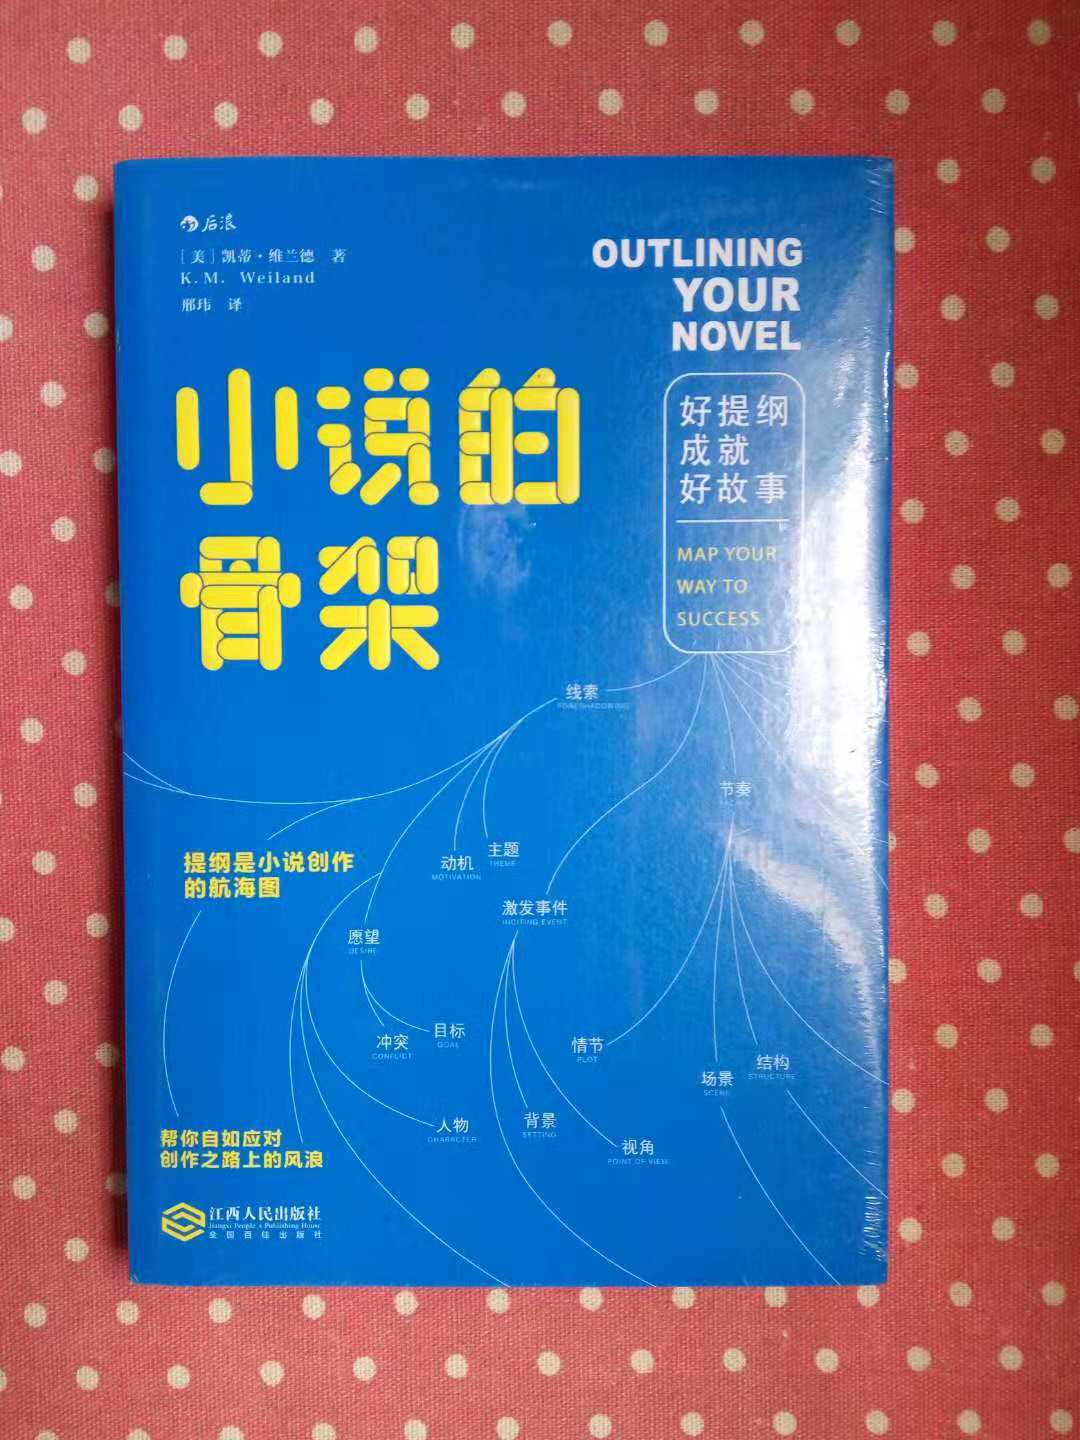 后浪
[美] 凯蒂·维兰德 著
K.M. Weiland
邢玮 译
OUTLINING
YOUR
NOVEL
小说的
骨架
好提纲
成就
好故事
MAP YOUR
WAY TO
SUCCESS
线索
FORESHADOWING
节奏
主题
THEME
动机
MOTIVATION
提纲是小说创作
的航海图
激发事件
INCITING EVENT
愿望
DESIRE
目标
GOAL
冲突
CONFLICT
情节
PLOT
结构
STRUCTURE
场景
SCENE
人物
CHARACTER
背景
SETTING
视角
POINT OF VIEW
帮你自如应对
创作之路上的风浪
江西人民出版社
Jiangxi People's Publishing House
全国百佳出版社